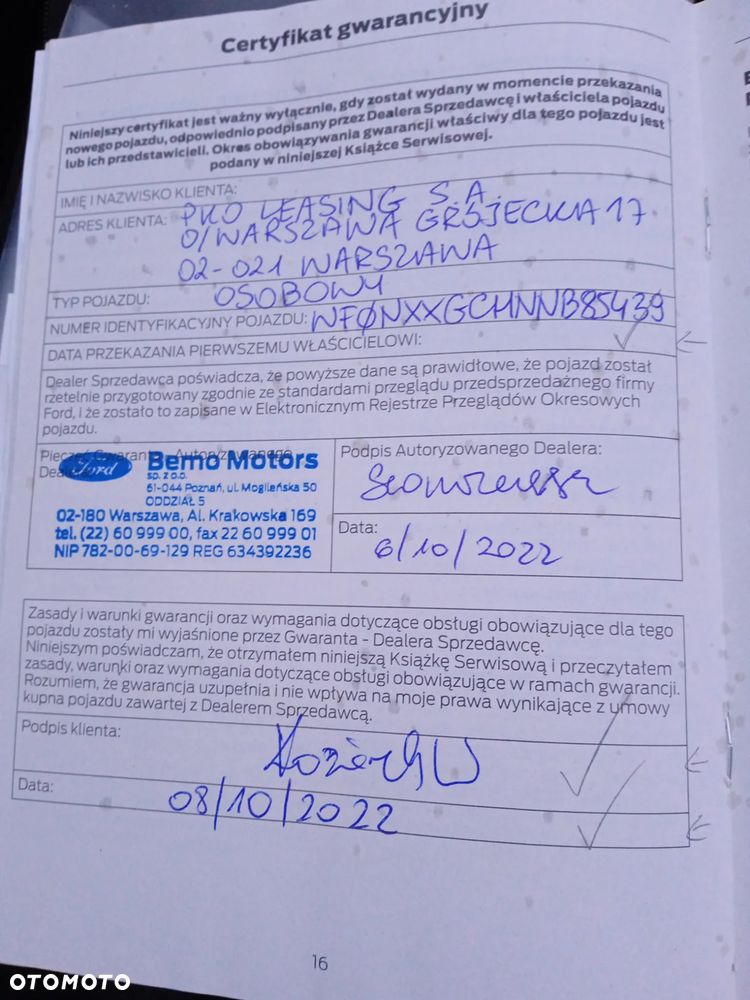 Certyfikat gwarancyjny
Niniejszy certyfikat jest ważny wyłącznie, gdy został wydany w momencie przekazania
nowego pojazdu, odpowiednio podpisany przez Dealera Sprzedawcę i właściciela pojazdu
lub ich przedstawicieli. Okres obowiązywania gwarancji właściwy dla tego pojazdu jest
podany w niniejszej Książce Serwisowej.
IMIĘ I NAZWISKO KLIENTA:
PKO LEASING S.A.
ADRES KLIENTA: O/WARSZAWA GRÓJECKA 17
02-021 WARSZAWA
TYP POJAZDU: OSOBOWY
NUMER IDENTYFIKACYJNY POJAZDU: WFØNXXGCHNNB85439
DATA PRZEKAZANIA PIERWSZEMU WŁAŚCICIELOWI:
Dealer Sprzedawca poświadcza, że powyższe dane są prawidłowe, że pojazd został
rzetelnie przygotowany zgodnie ze standardami przeglądu przedsprzedażnego firmy
Ford, i że zostało to zapisane w Elektronicznym Rejestrze Przeglądów Okresowych
pojazdu.
Pieczęć Gwaranta - Autoryzowanego
Ford Bemo Motors
sp. z o.o.
61-044 Poznań, ul. Mogileńska 50
ODDZIAŁ 5
02-180 Warszawa, Al. Krakowska 169
tel. (22) 60 999 00, fax 22 60 999 01
NIP 782-00-69-129 REG 634392236
Podpis Autoryzowanego Dealera:
Data:
6/10/2022
Zasady i warunki gwarancji oraz wymagania dotyczące obsługi obowiązujące dla tego
pojazdu zostały mi wyjaśnione przez Gwaranta - Dealera Sprzedawcę.
Niniejszym poświadczam, że otrzymałem niniejszą Książkę Serwisową i przeczytałem
zasady, warunki oraz wymagania dotyczące obsługi obowiązujące w ramach gwarancji.
Rozumiem, że gwarancja uzupełnia i nie wpływa na moje prawa wynikające z umowy
kupna pojazdu zawartej z Dealerem Sprzedawcą.
Podpis klienta:
Data: 08/10/2022
16
OTOMOTO